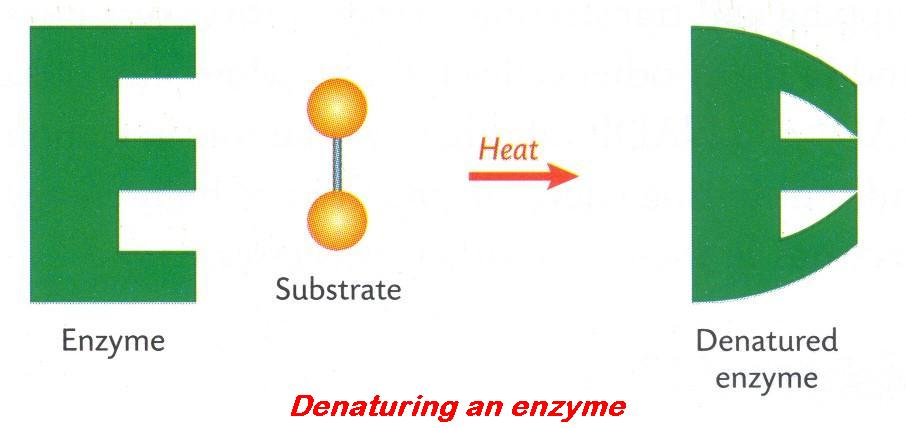 Heat
Substrate
Enzyme
Denatured
enzyme
Denaturing an enzyme